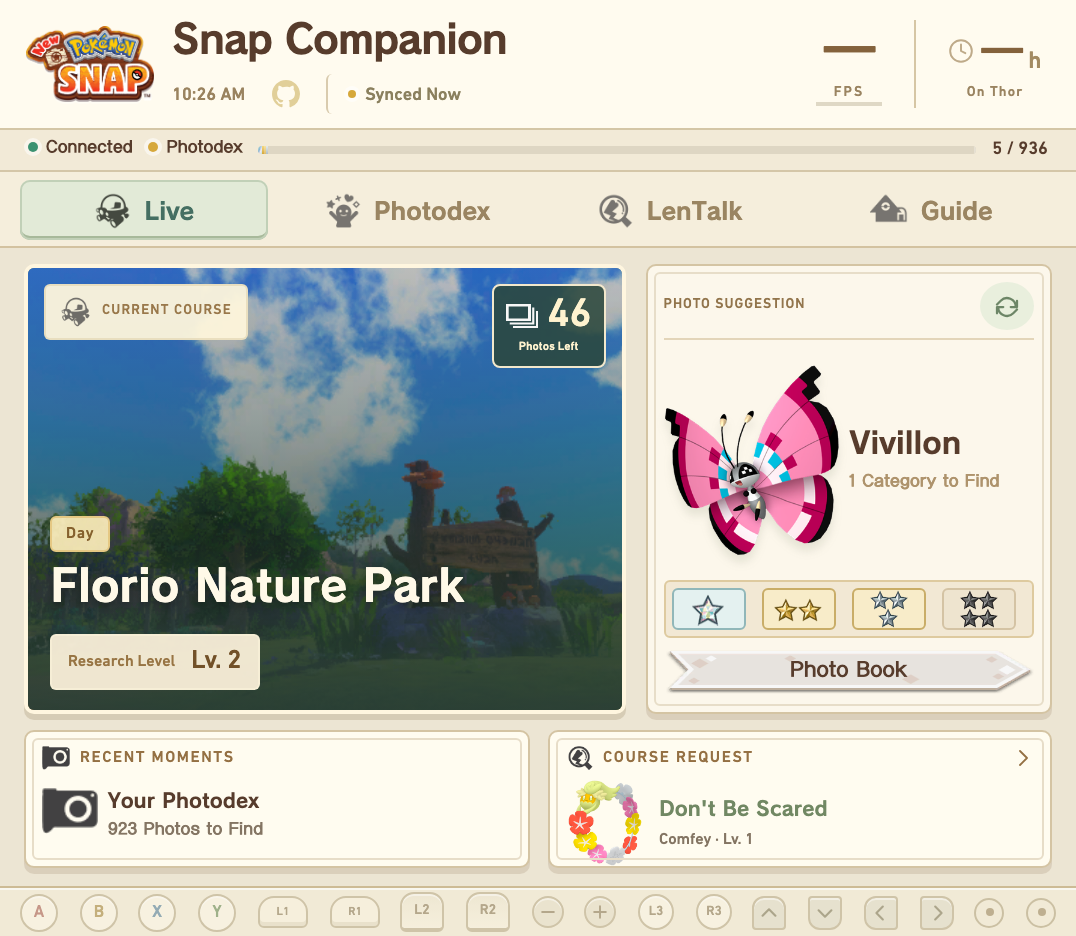 New Pokémon
SNAP
Snap Companion
10:26 AM
Synced Now
FPS
h
On Thor
Connected
Photodex
5 / 936
Live
Photodex
LenTalk
Guide
CURRENT COURSE
46
Photos Left
Day
Florio Nature Park
Research Level Lv. 2
PHOTO SUGGESTION
Vivillon
1 Category to Find
Photo Book
RECENT MOMENTS
Your Photodex
923 Photos to Find
COURSE REQUEST
Don't Be Scared
Comfey · Lv. 1
A B X Y L1 R1 L2 R2 L3 R3